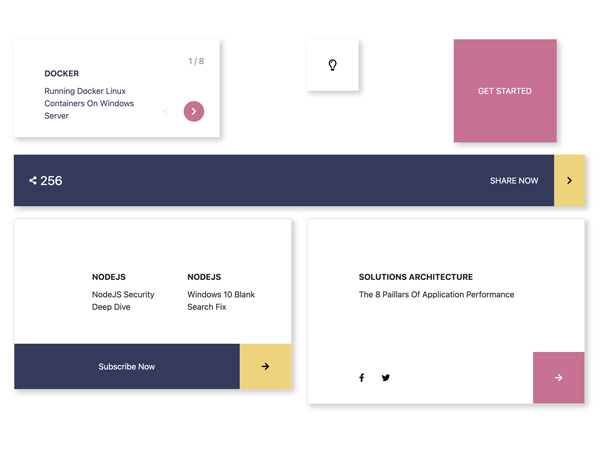 1 / 8
DOCKER
Running Docker Linux
Containers On Windows
Server
GET STARTED
256
SHARE NOW
NODEJS
NodeJS Security
Deep Dive
NODEJS
Windows 10 Blank
Search Fix
Subscribe Now
SOLUTIONS ARCHITECTURE
The 8 Paillars Of Application Performance